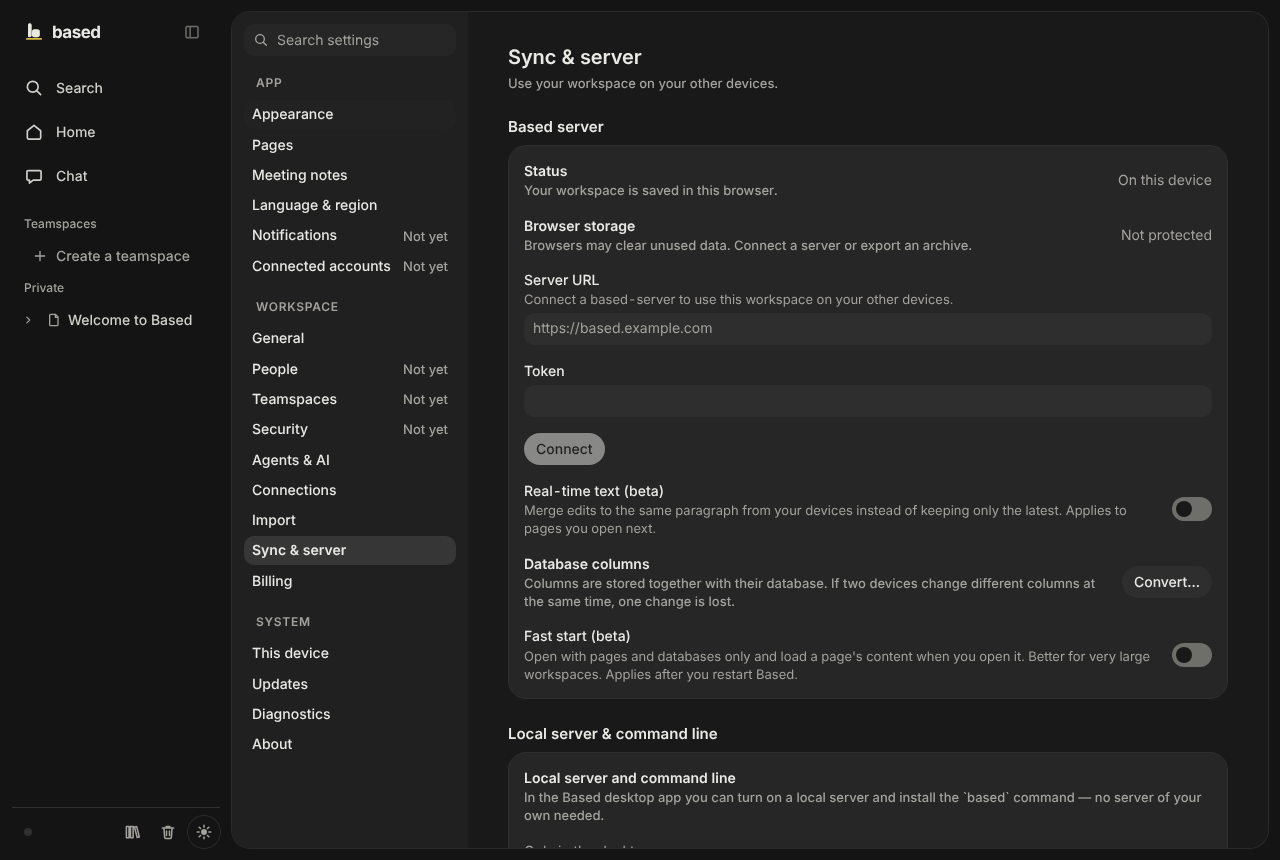 based
Search
Home
Chat
Teamspaces
Create a teamspace
Private
Welcome to Based
Search settings
APP
Appearance
Pages
Meeting notes
Language & region
Notifications Not yet
Connected accounts Not yet
WORKSPACE
General
People Not yet
Teamspaces Not yet
Security Not yet
Agents & AI
Connections
Import
Sync & server
Billing
SYSTEM
This device
Updates
Diagnostics
About
Sync & server
Use your workspace on your other devices.
Based server
Status
Your workspace is saved in this browser.
On this device
Browser storage
Browsers may clear unused data. Connect a server or export an archive.
Not protected
Server URL
Connect a based-server to use this workspace on your other devices.
https://based.example.com
Token
Connect
Real-time text (beta)
Merge edits to the same paragraph from your devices instead of keeping only the latest. Applies to
pages you open next.
Database columns
Columns are stored together with their database. If two devices change different columns at
the same time, one change is lost.
Convert...
Fast start (beta)
Open with pages and databases only and load a page's content when you open it. Better for very large
workspaces. Applies after you restart Based.
Local server & command line
Local server and command line
In the Based desktop app you can turn on a local server and install the `based` command — no server of your
own needed.